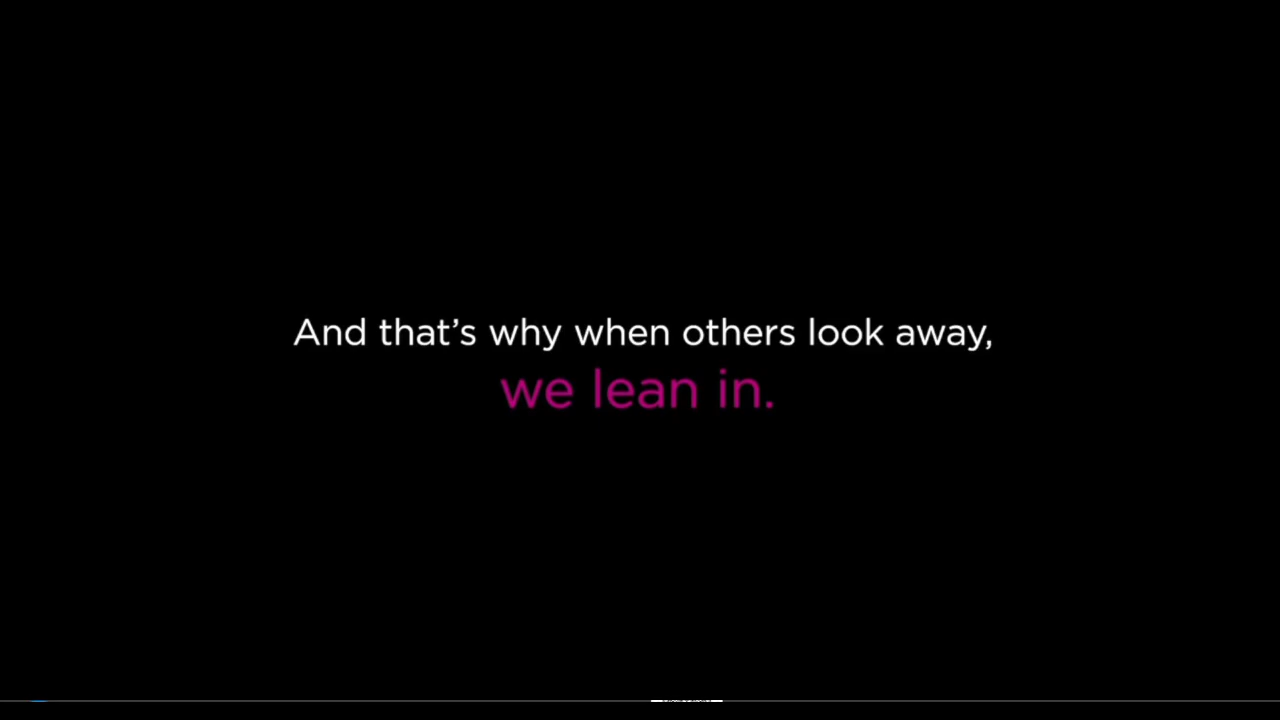 And that’s why when others look away,
we lean in.